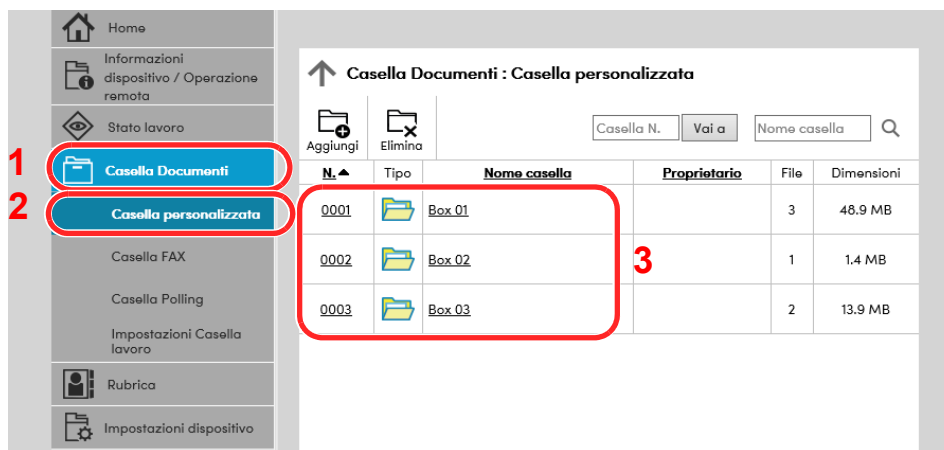 Home
Informazioni
dispositivo / Operazione
remota
Stato lavoro
1
Casella Documenti
2
Casella personalizzata
Casella FAX
Casella Polling
Impostazioni Casella
lavoro
Rubrica
Impostazioni dispositivo
Casella Documenti : Casella personalizzata
Aggiungi Elimina Casella N. Vai a Nome casella
N. Tipo Nome casella Proprietario File Dimensioni
0001 Box 01 3 48.9 MB
0002 Box 02 1 1.4 MB
3
0003 Box 03 2 13.9 MB